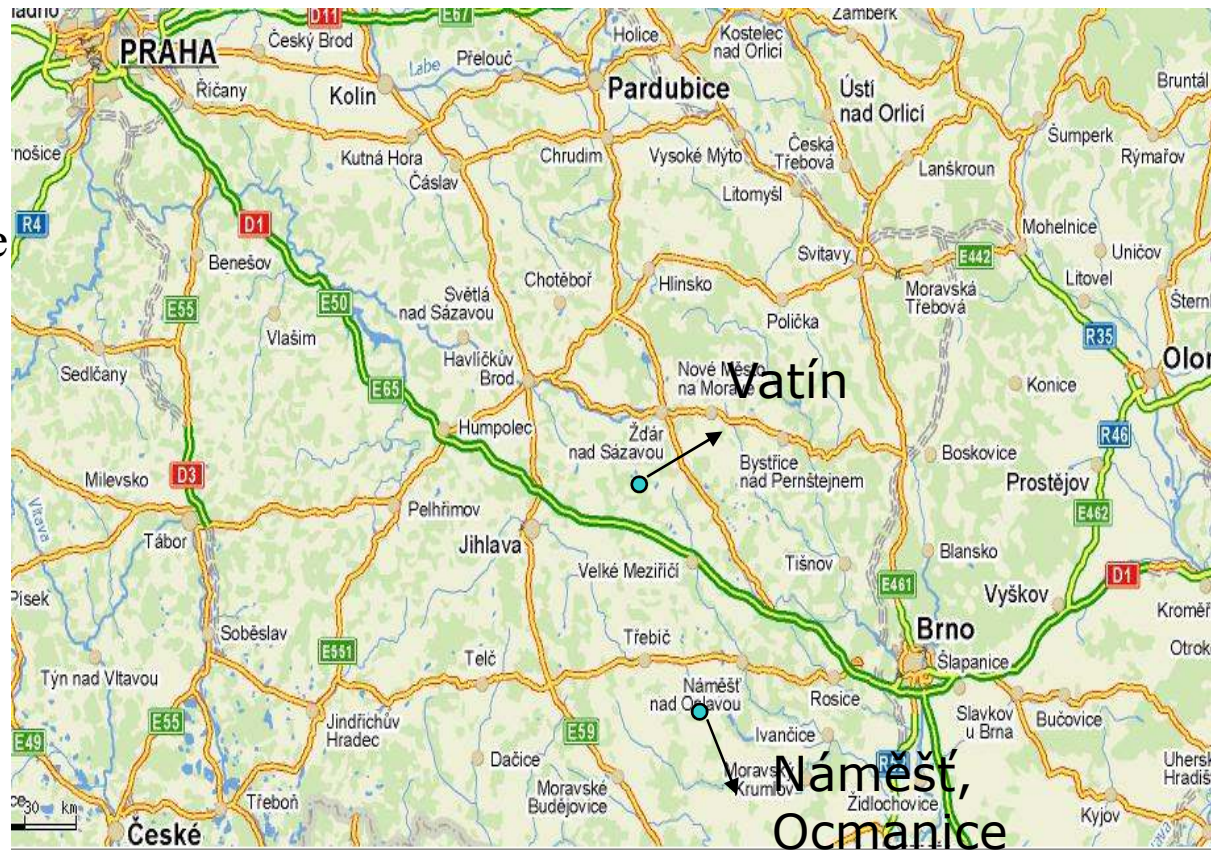 D11
E67
Zamberk
PRAHA
Český Brod
Přelouč
Labe
Holice
Kostelec
nad Orlicí
Říčany
Kolín
Pardubice
Ústí
nad Orlicí
Bruntál
Šumperk
Kutná Hora
Čáslav
Chrudim
Vysoké Mýto
Česká
Třebová
Lanškroun
Rýmařov
Litomyšl
R4
D1
Mohelnice
Benešov
Chotěboř
Hlinsko
Svitavy
E442
Uničov
Litovel
Moravská
Třebová
E55
E50
Světlá
nad Sázavou
Vlašim
Polička
R35
Sedlčany
Havlíčkův
Brod
E65
Nové Město
na Moravě
Vatín
Konice
Humpolec
Žďár
nad Sázavou
Bystřice
nad Pernštejnem
Boskovice
R46
Milevsko
D3
Prostějov
Vltava
Pelhřimov
E462
Tábor
Jihlava
Velké Meziříčí
Tišnov
Blansko
E461
Vyškov
D1
Písek
Soběslav
E551
Třebíč
Brno
Šlapanice
Telč
Týn nad Vltavou
Náměšť
nad Oslavou
Rosice
Slavkov
u Brna
Bučovice
E55
Jindřichův
Hradec
E59
Ivančice
E49
Dačice
Moravský
Krumlov
Náměšť,
Ocmanice
Židlochovice
Moravské
Budějovice
30 km
Třeboň
České
Kyjov